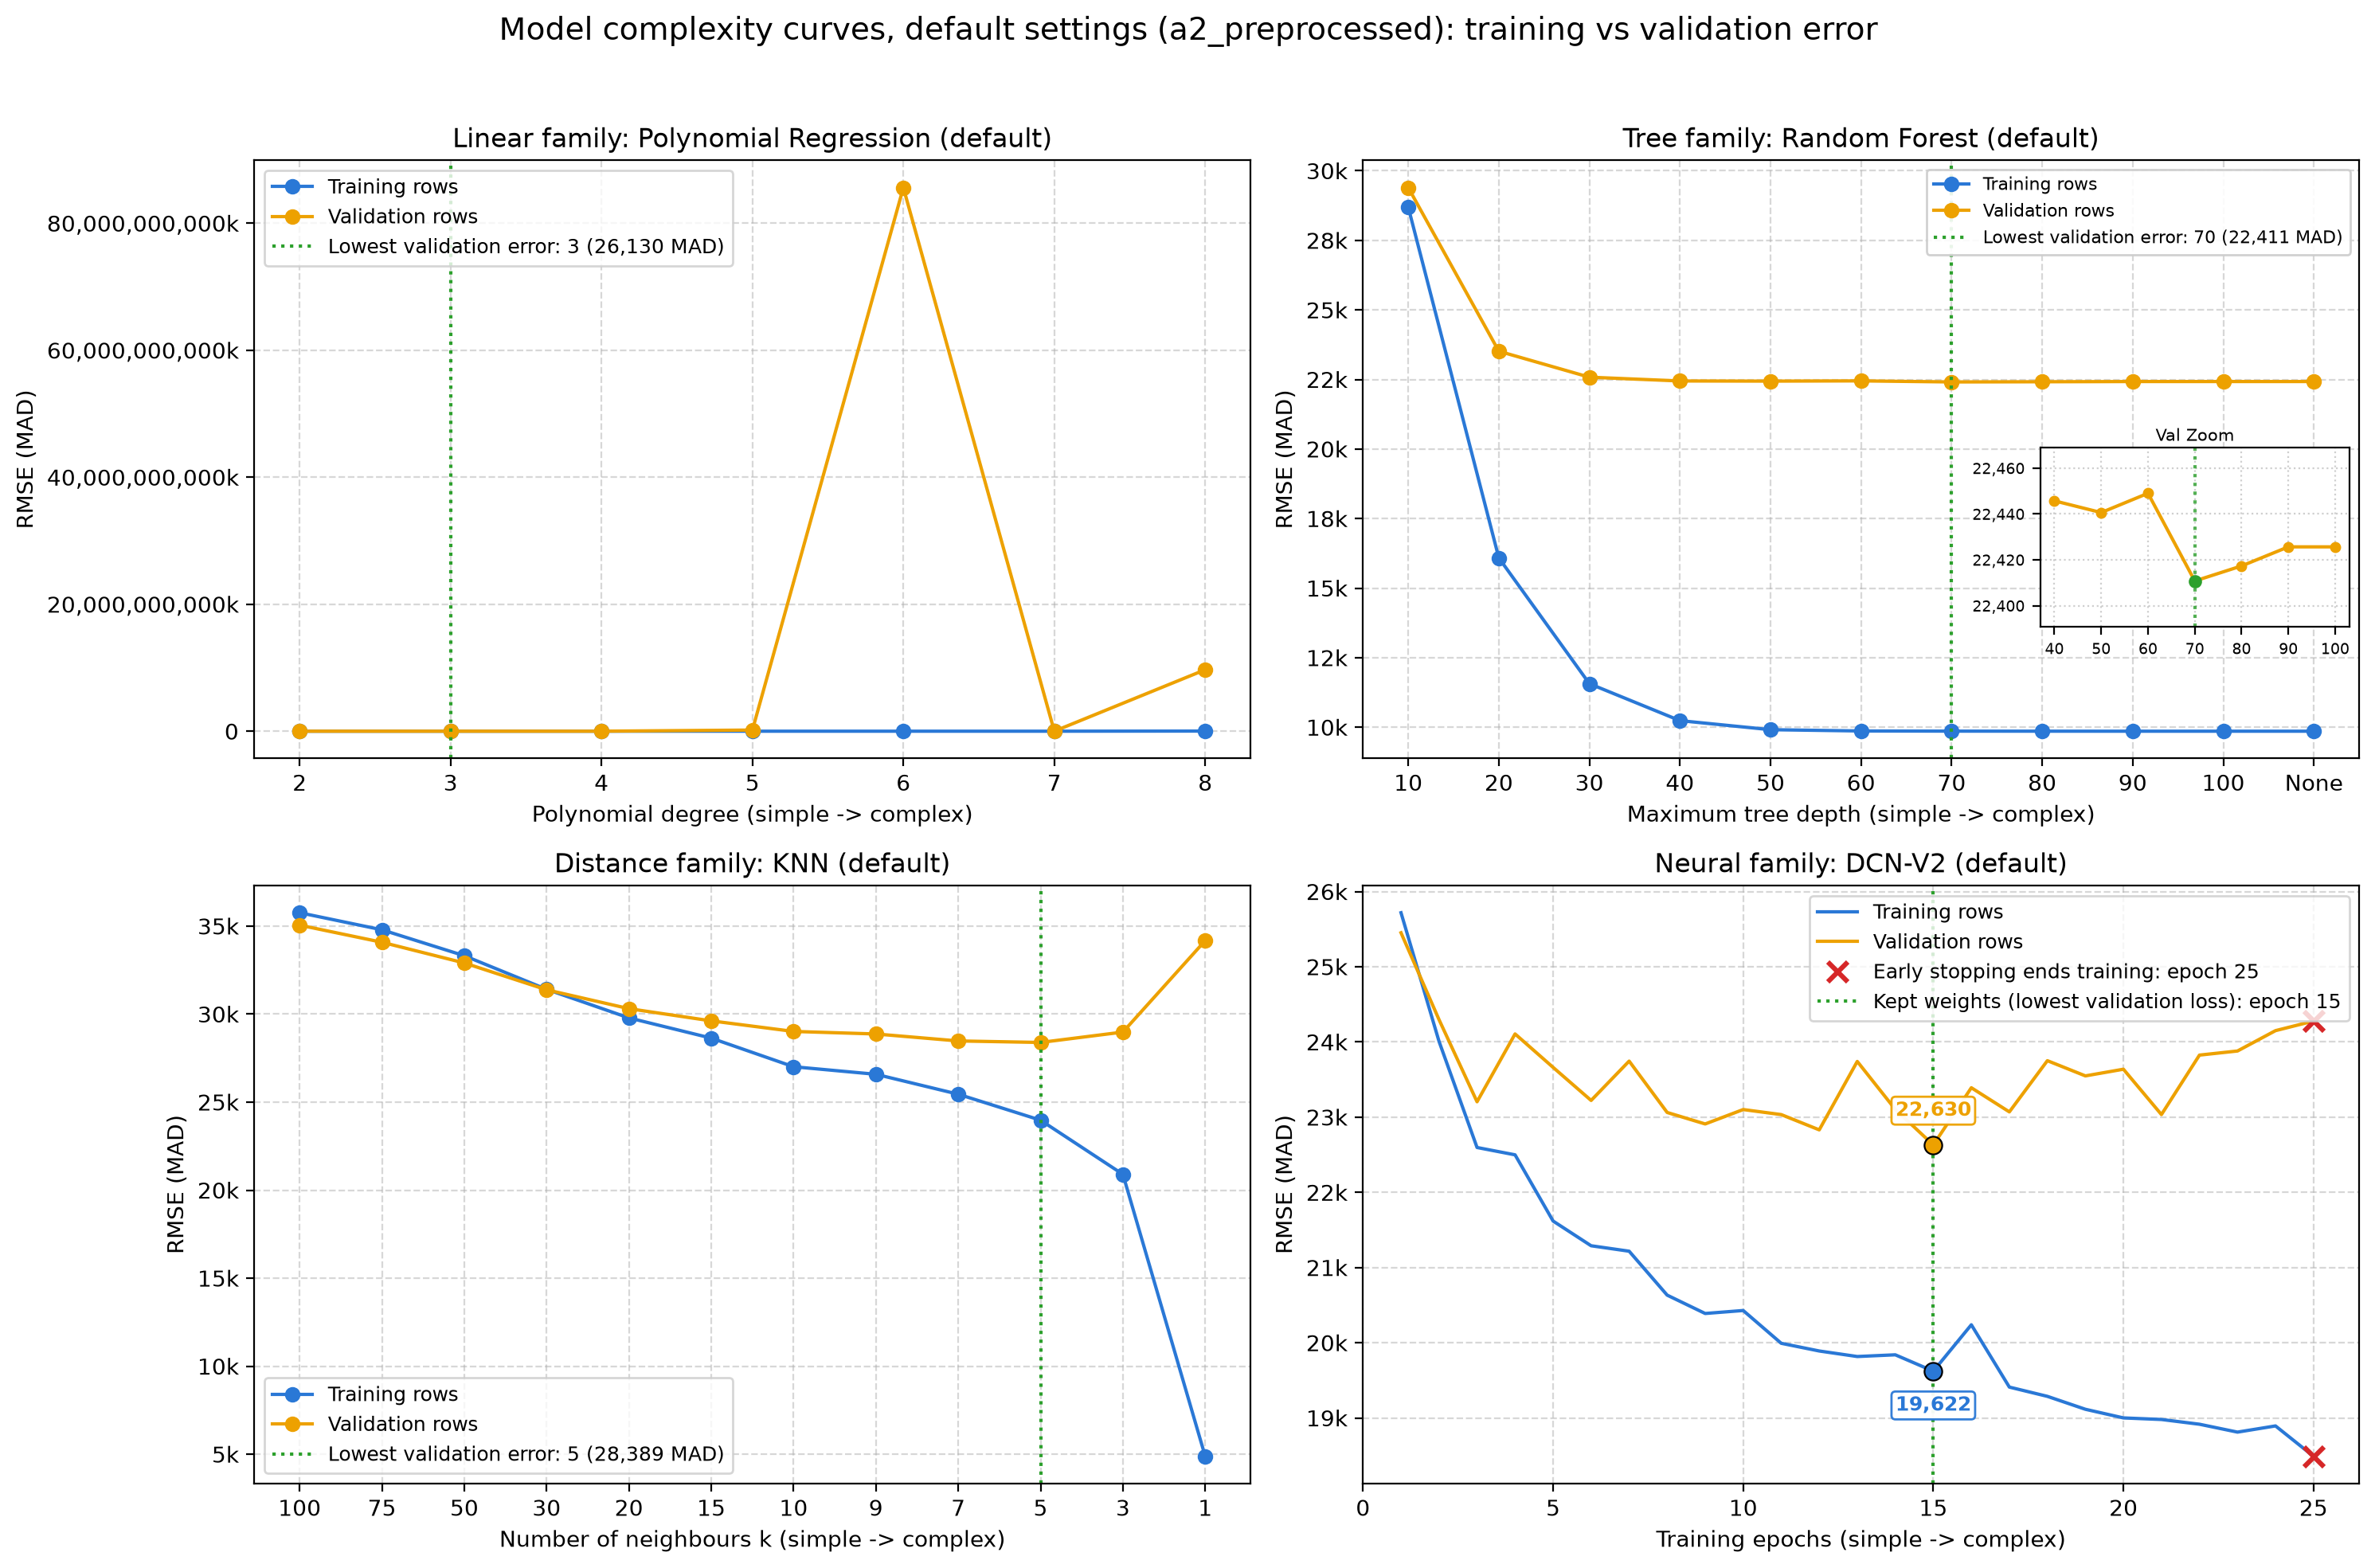 Model complexity curves, default settings (a2_preprocessed): training vs validation error
Linear family: Polynomial Regression (default)
Training rows
Validation rows
Lowest validation error: 3 (26,130 MAD)
80,000,000,000k
60,000,000,000k
40,000,000,000k
20,000,000,000k
0
RMSE (MAD)
2 3 4 5 6 7 8
Polynomial degree (simple -> complex)
Tree family: Random Forest (default)
Training rows
Validation rows
Lowest validation error: 70 (22,411 MAD)
30k
28k
25k
22k
20k
18k
15k
12k
10k
RMSE (MAD)
Val Zoom
22,460
22,440
22,420
22,400
40 50 60 70 80 90 100
10 20 30 40 50 60 70 80 90 100 None
Maximum tree depth (simple -> complex)
Distance family: KNN (default)
35k
30k
25k
20k
15k
10k
5k
RMSE (MAD)
Training rows
Validation rows
Lowest validation error: 5 (28,389 MAD)
100 75 50 30 20 15 10 9 7 5 3 1
Number of neighbours k (simple -> complex)
Neural family: DCN-V2 (default)
Training rows
Validation rows
Early stopping ends training: epoch 25
Kept weights (lowest validation loss): epoch 15
26k
25k
24k
23k
22k
21k
20k
19k
RMSE (MAD)
22,630
19,622
0 5 10 15 20 25
Training epochs (simple -> complex)